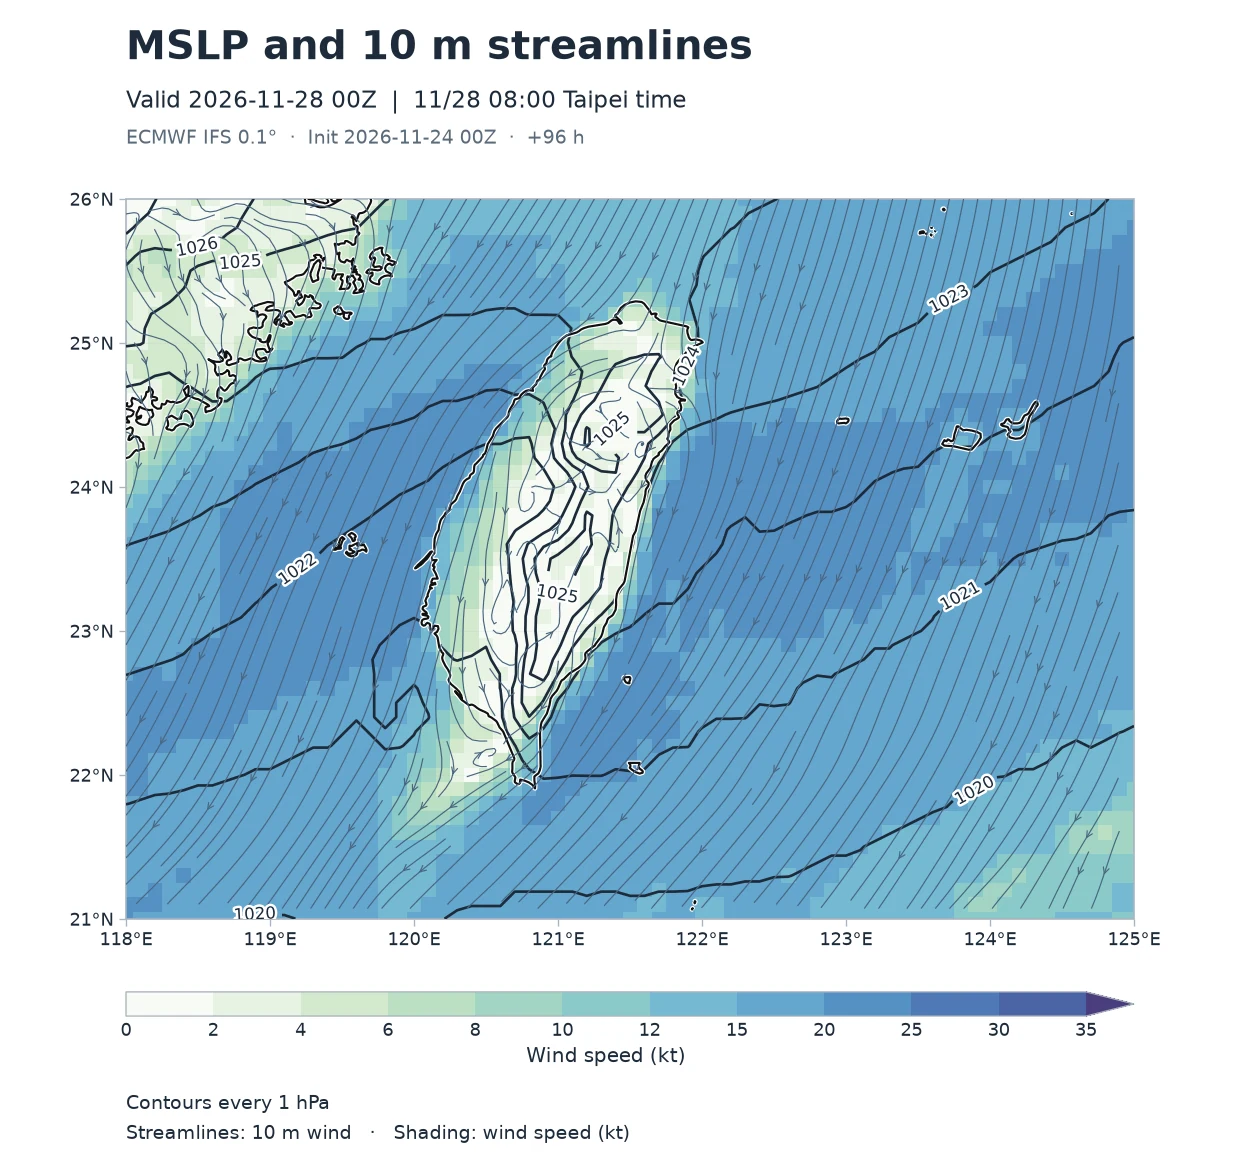 MSLP and 10 m streamlines
Valid 2026-11-28 00Z | 11/28 08:00 Taipei time
ECMWF IFS 0.1° · Init 2026-11-24 00Z · +96 h
26°N
25°N
24°N
23°N
22°N
21°N
1026
1025
1023
1024
1025
1022
1025
1021
1020
1020
118°E 119°E 120°E 121°E 122°E 123°E 124°E 125°E
0 2 4 6 8 10 12 15 20 25 30 35
Wind speed (kt)
Contours every 1 hPa
Streamlines: 10 m wind · Shading: wind speed (kt)